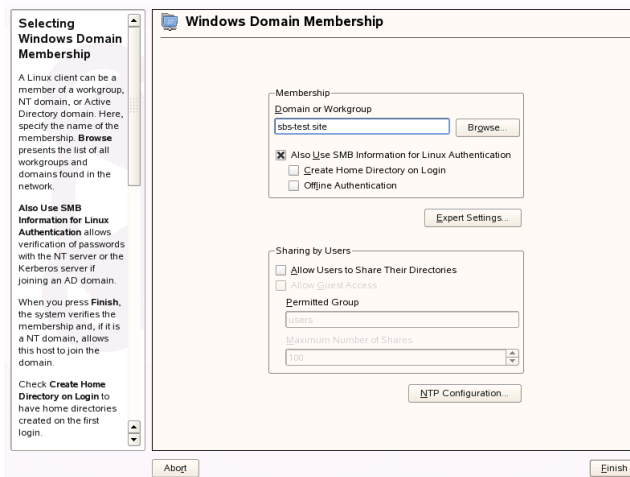 Selecting
Windows Domain
Membership
A Linux client can be a
member of a workgroup,
NT domain, or Active
Directory domain. Here,
specify the name of the
membership. Browse
presents the list of all
workgroups and
domains found in the
network.
Also Use SMB
Information for Linux
Authentication allows
verification of passwords
with the NT server or the
Kerberos server if
joining an AD domain.
When you press Finish,
the system verifies the
membership and, if it is
a NT domain, allows
this host to join the
domain.
Check Create Home
Directory on Login to
have home directories
created on the first
login.
Windows Domain Membership
Membership
Domain or Workgroup
sbs-test.site
Browse...
Also Use SMB Information for Linux Authentication
Create Home Directory on Login
Offline Authentication
Expert Settings...
Sharing by Users
Allow Users to Share Their Directories
Allow Guest Access
Permitted Group
users
Maximum Number of Shares
100
NTP Configuration...
Abort
Finish